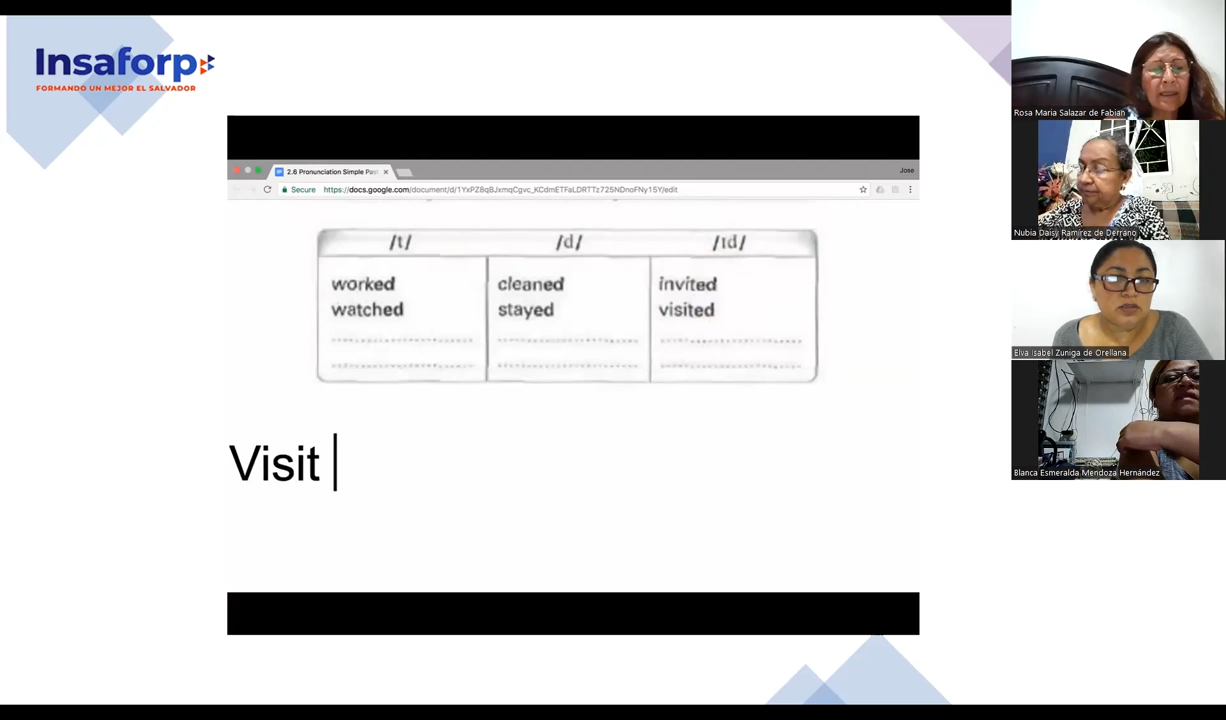 Insaforp
FORMANDO UN MEJOR EL SALVADOR
2.6 Pronunciation Simple Past
Jose
Secure https://docs.google.com/document/d/1YxPZ8qBJxmqCgvc_KCdmETFaLDRTTz725NDnoFNy15Y/edit
/t/ /d/ /ɪd/
worked cleaned invited
watched stayed visited
Visit
Rosa Maria Salazar de Fabian
Nubia Daisy Ramírez de Derrano
Elva Isabel Zuniga de Orellana
Blanca Esmeralda Mendoza Hernández